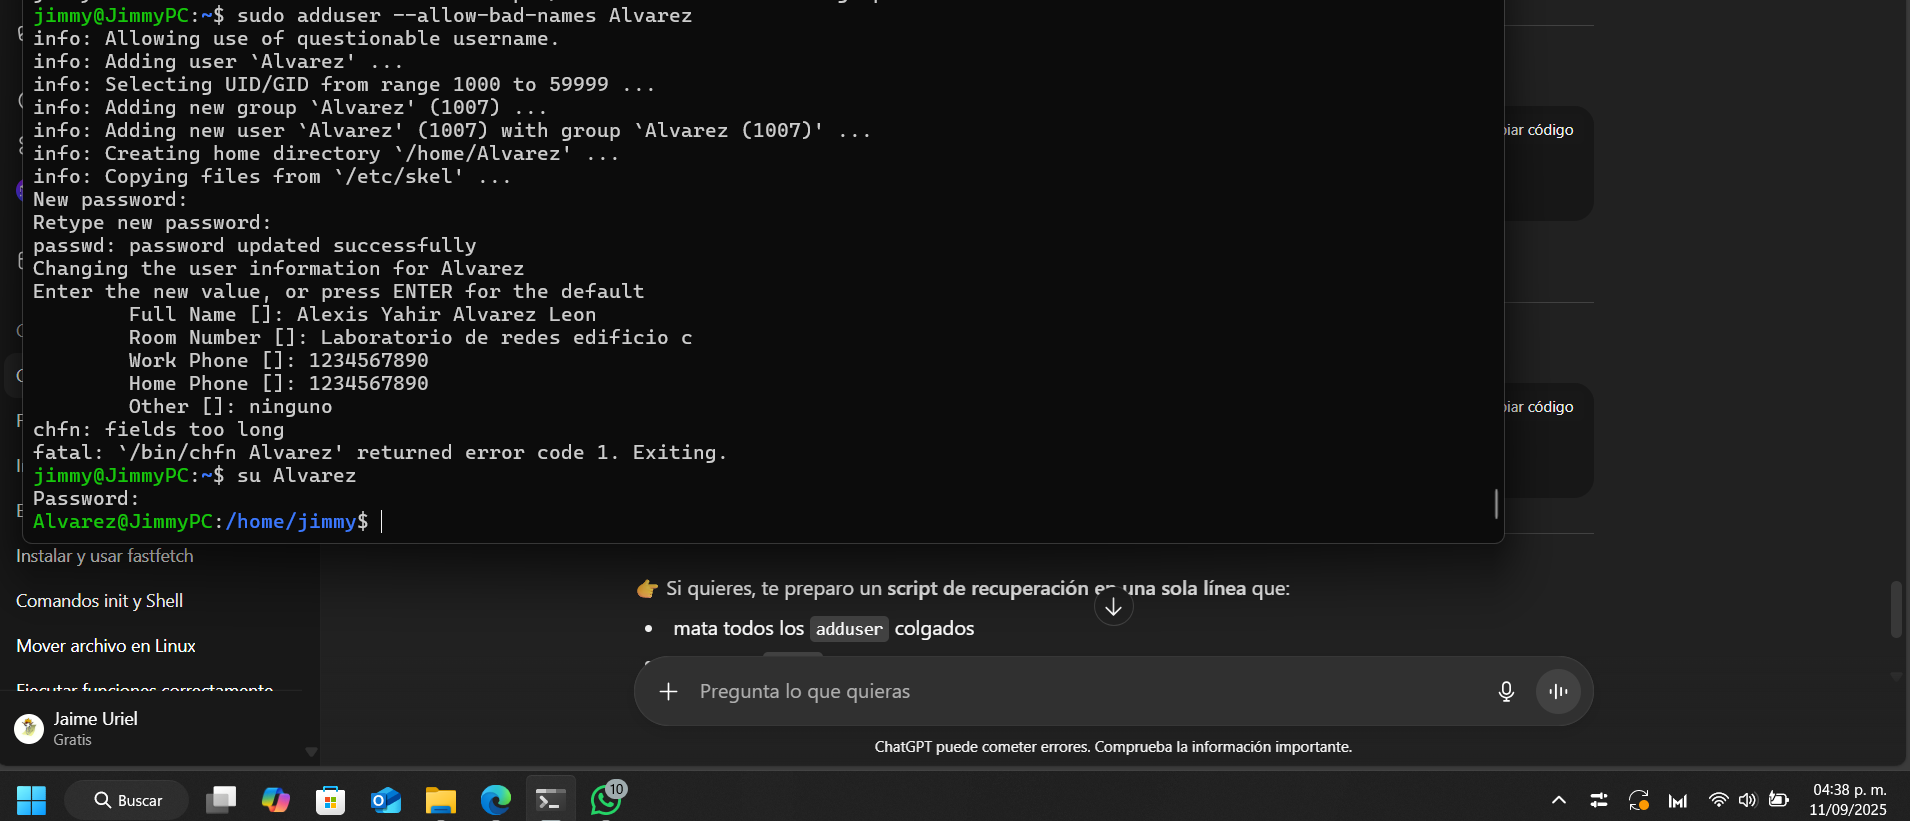 jimmy@JimmyPC:~$ sudo adduser --allow-bad-names Alvarez
info: Allowing use of questionable username.
info: Adding user `Alvarez' ...
info: Selecting UID/GID from range 1000 to 59999 ...
info: Adding new group `Alvarez' (1007) ...
info: Adding new user `Alvarez' (1007) with group `Alvarez (1007)' ...
info: Creating home directory `/home/Alvarez' ...
info: Copying files from `/etc/skel' ...
New password:
Retype new password:
passwd: password updated successfully
Changing the user information for Alvarez
Enter the new value, or press ENTER for the default
Full Name []: Alexis Yahir Alvarez Leon
Room Number []: Laboratorio de redes edificio c
Work Phone []: 1234567890
Home Phone []: 1234567890
Other []: ninguno
chfn: fields too long
fatal: `/bin/chfn Alvarez' returned error code 1. Exiting.
jimmy@JimmyPC:~$ su Alvarez
Password:
Alvarez@JimmyPC:/home/jimmy$
código
código
Instalar y usar fastfetch
Comandos init y Shell
Mover archivo en Linux
Ejecutar funciones correctamente
Jaime Uriel
Gratis
👉 Si quieres, te preparo un script de recuperación en una sola línea que:
• mata todos los adduser colgados
Pregunta lo que quieras
ChatGPT puede cometer errores. Comprueba la información importante.
Buscar
10
04:38 p. m.
11/09/2025